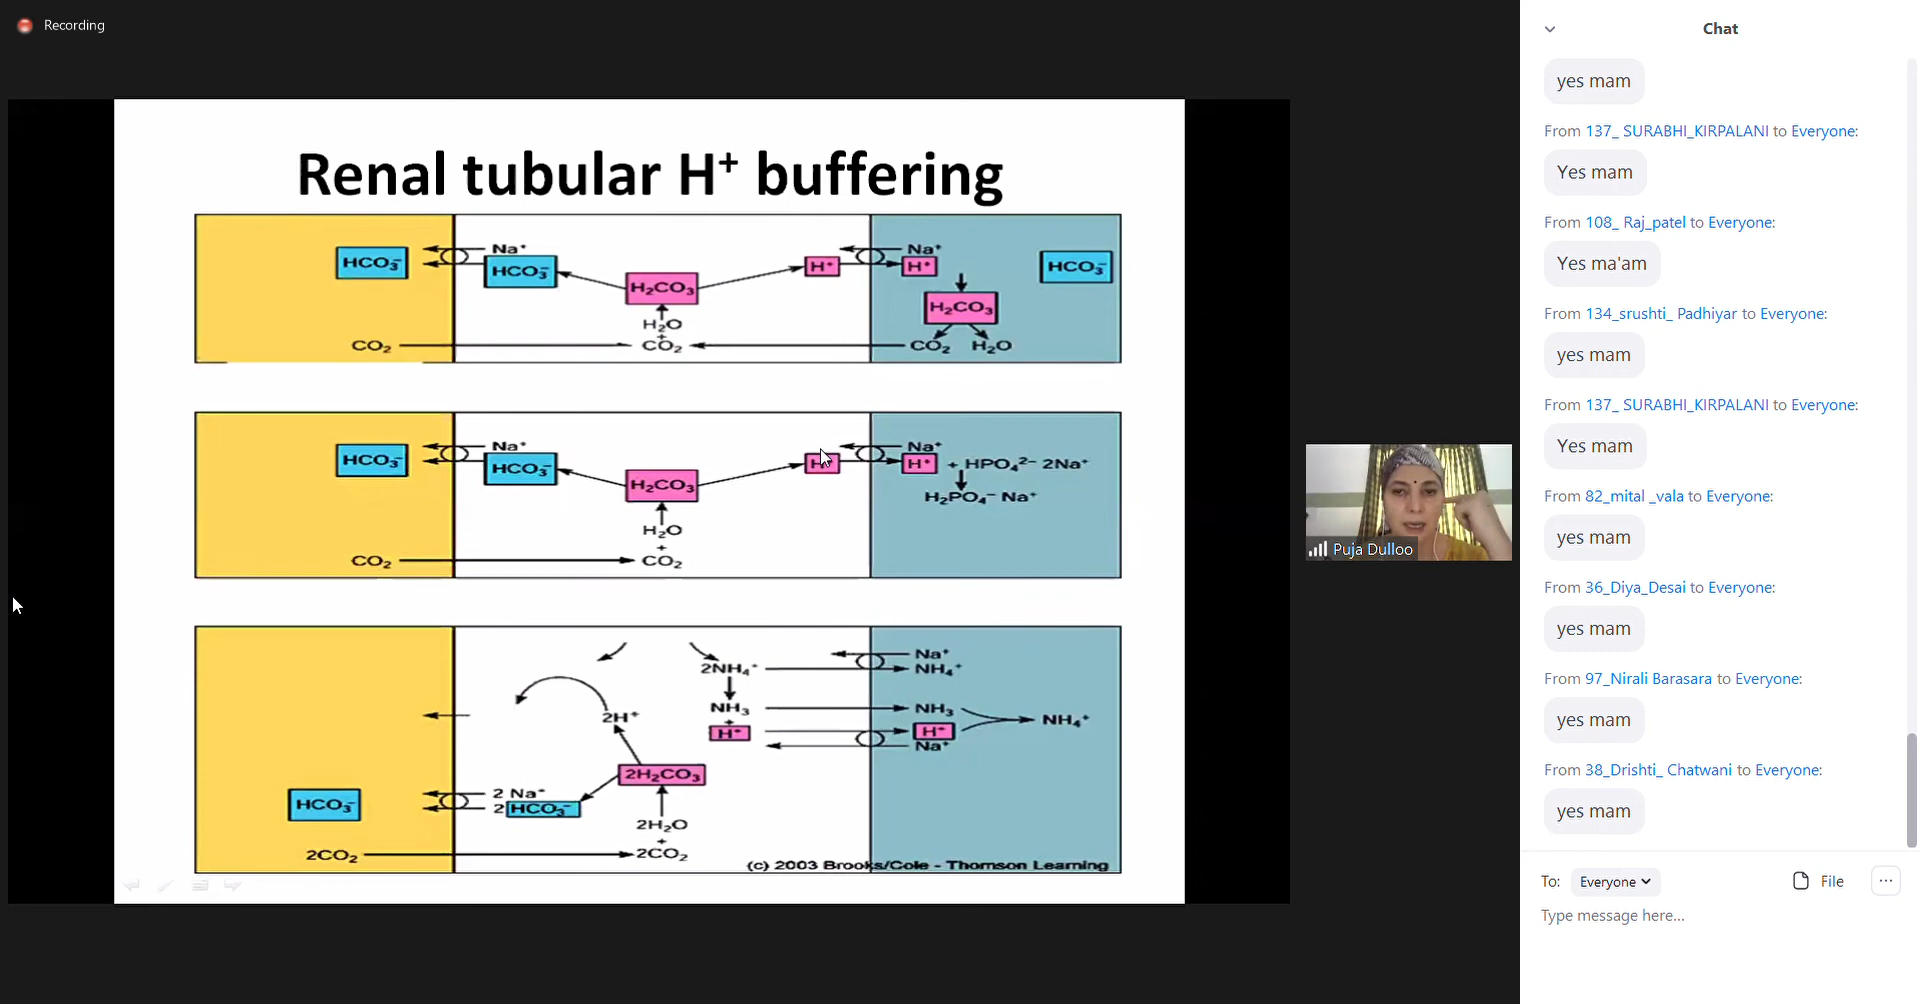 Recording
Renal tubular H⁺ buffering
HCO₃⁻ Na⁺ HCO₃⁻ H₂CO₃ H⁺ Na⁺ H⁺ HCO₃⁻
H₂CO₃
H₂O
+
CO₂ CO₂ CO₂ H₂O
HCO₃⁻ Na⁺ HCO₃⁻ H₂CO₃ H⁺ Na⁺ H⁺ + HPO₄²⁻ 2Na⁺
H₂PO₄⁻ Na⁺
H₂O
+
CO₂ CO₂
Na⁺
2NH₄⁺ NH₄⁺
NH₃ NH₃ NH₄⁺
2H⁺ +
H⁺ H⁺
Na⁺
2H₂CO₃
2 Na⁺
HCO₃⁻ 2 HCO₃⁻
2H₂O
+
2CO₂ 2CO₂
(c) 2003 Brooks/Cole - Thomson Learning
Puja Dulloo
Chat
yes mam
From 137_ SURABHI_KIRPALANI to Everyone:
Yes mam
From 108_ Raj_patel to Everyone:
Yes ma'am
From 134_srushti_ Padhiyar to Everyone:
yes mam
From 137_ SURABHI_KIRPALANI to Everyone:
Yes mam
From 82_mital _vala to Everyone:
yes mam
From 36_Diya_Desai to Everyone:
yes mam
From 97_Nirali Barasara to Everyone:
yes mam
From 38_Drishti_ Chatwani to Everyone:
yes mam
To: Everyone File ...
Type message here...